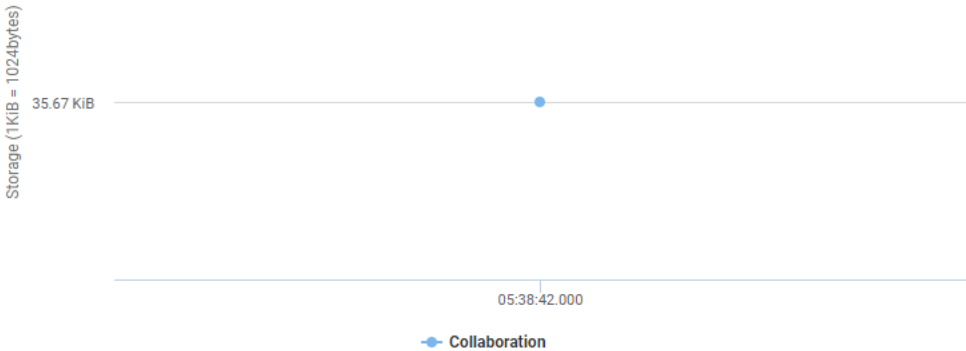 Storage (1KiB = 1024bytes)
35.67 KiB
05:38:42.000
Collaboration